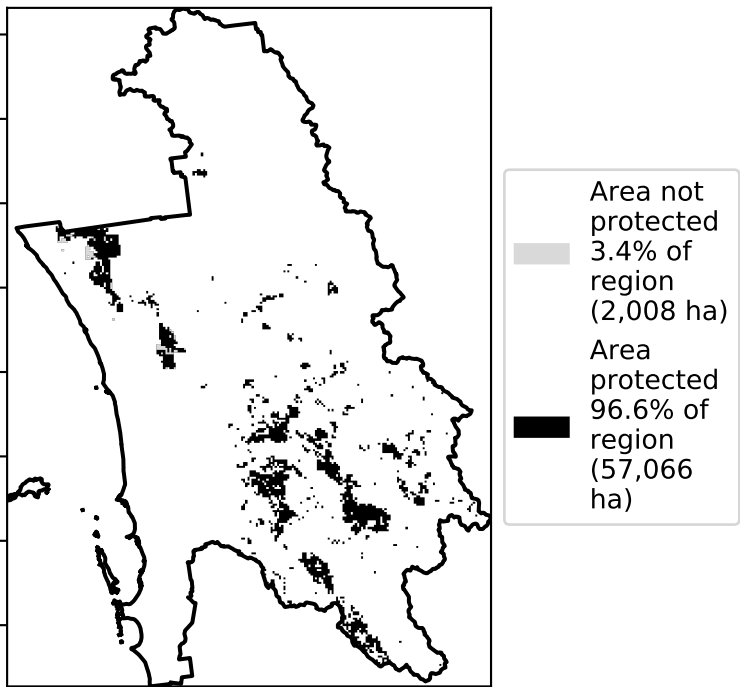 Area not
protected
3.4% of
region
(2,008 ha)
Area
protected
96.6% of
region
(57,066
ha)